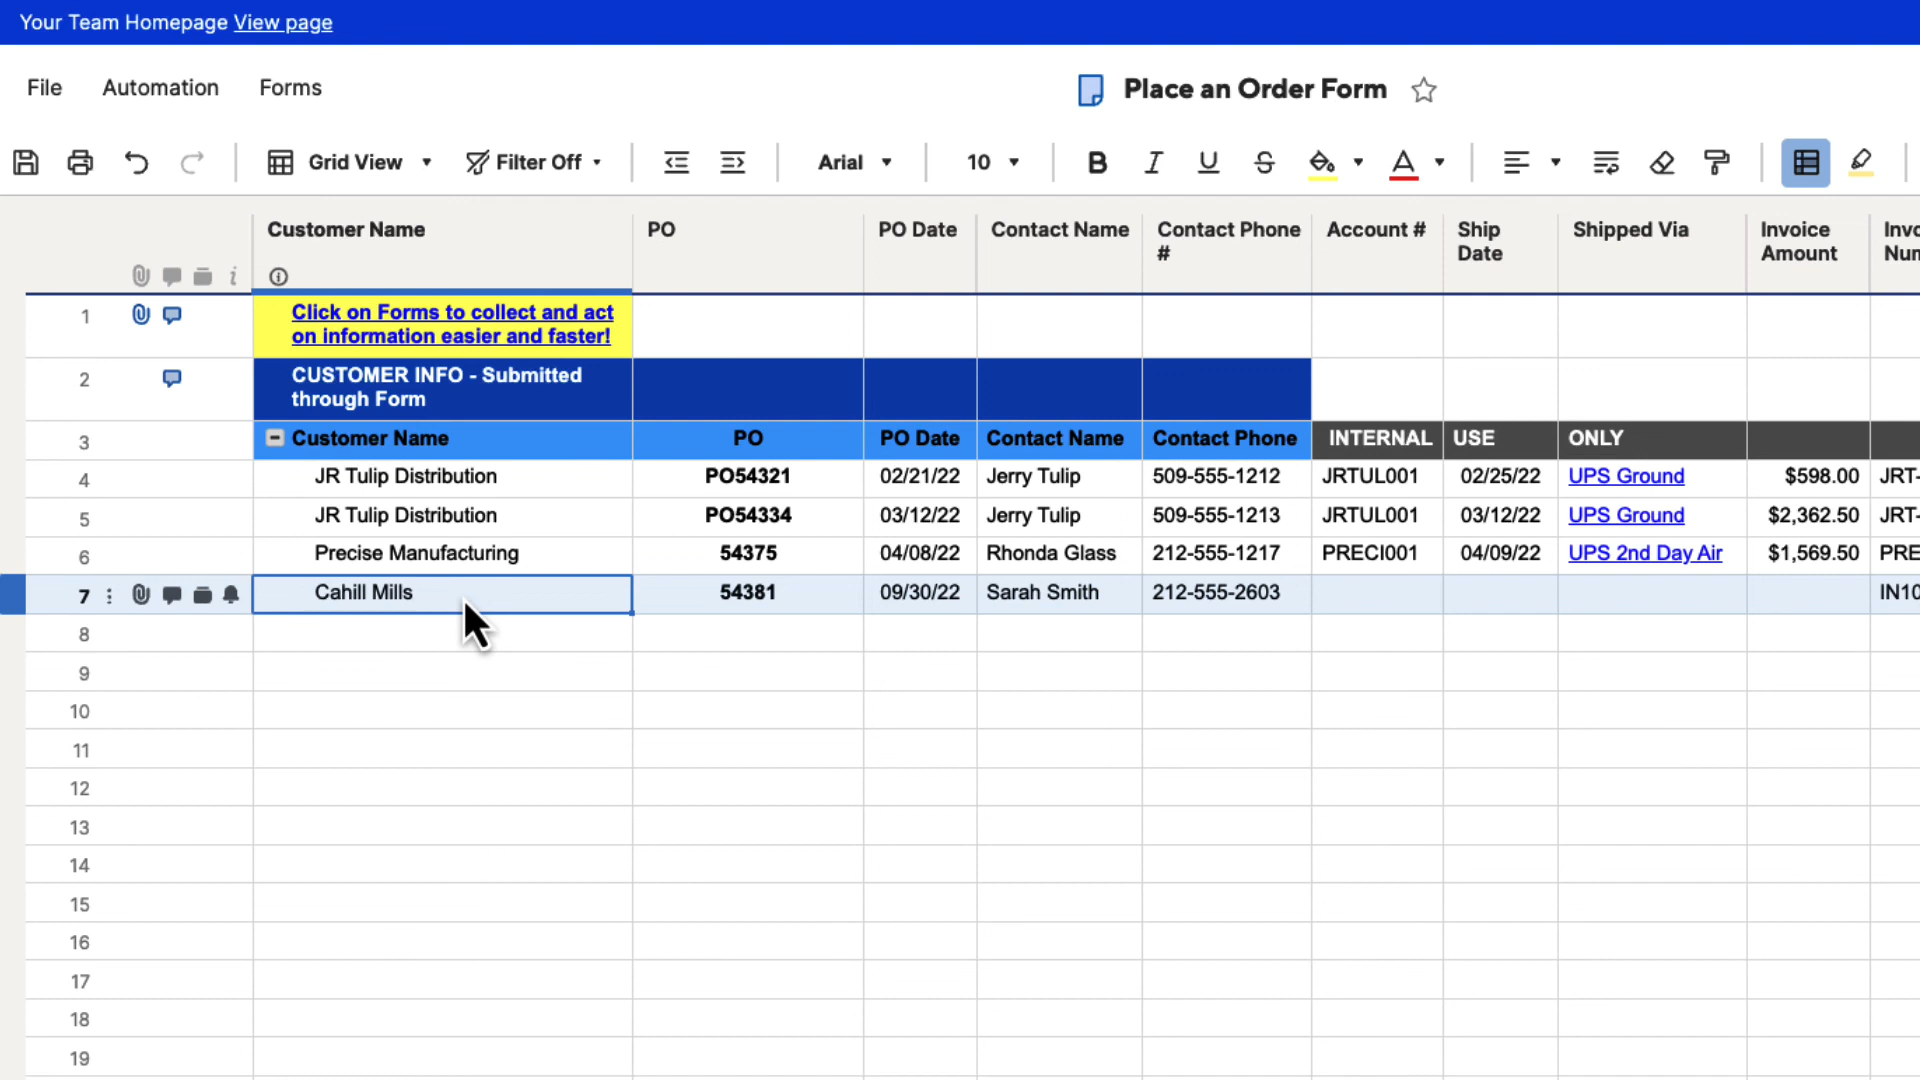 Your Team Homepage View page
File Automation Forms
Place an Order Form
Grid View Filter Off Arial 10 B I U S A
Customer Name PO PO Date Contact Name Contact Phone # Account # Ship Date Shipped Via Invoice Amount Invo Num
1 Click on Forms to collect and act
on information easier and faster!
2 CUSTOMER INFO - Submitted
through Form
3 Customer Name PO PO Date Contact Name Contact Phone INTERNAL USE ONLY
4 JR Tulip Distribution PO54321 02/21/22 Jerry Tulip 509-555-1212 JRTUL001 02/25/22 UPS Ground $598.00 JRT-
5 JR Tulip Distribution PO54334 03/12/22 Jerry Tulip 509-555-1213 JRTUL001 03/12/22 UPS Ground $2,362.50 JRT-
6 Precise Manufacturing 54375 04/08/22 Rhonda Glass 212-555-1217 PRECI001 04/09/22 UPS 2nd Day Air $1,569.50 PRE
7 Cahill Mills 54381 09/30/22 Sarah Smith 212-555-2603 IN10
8
9
10
11
12
13
14
15
16
17
18
19